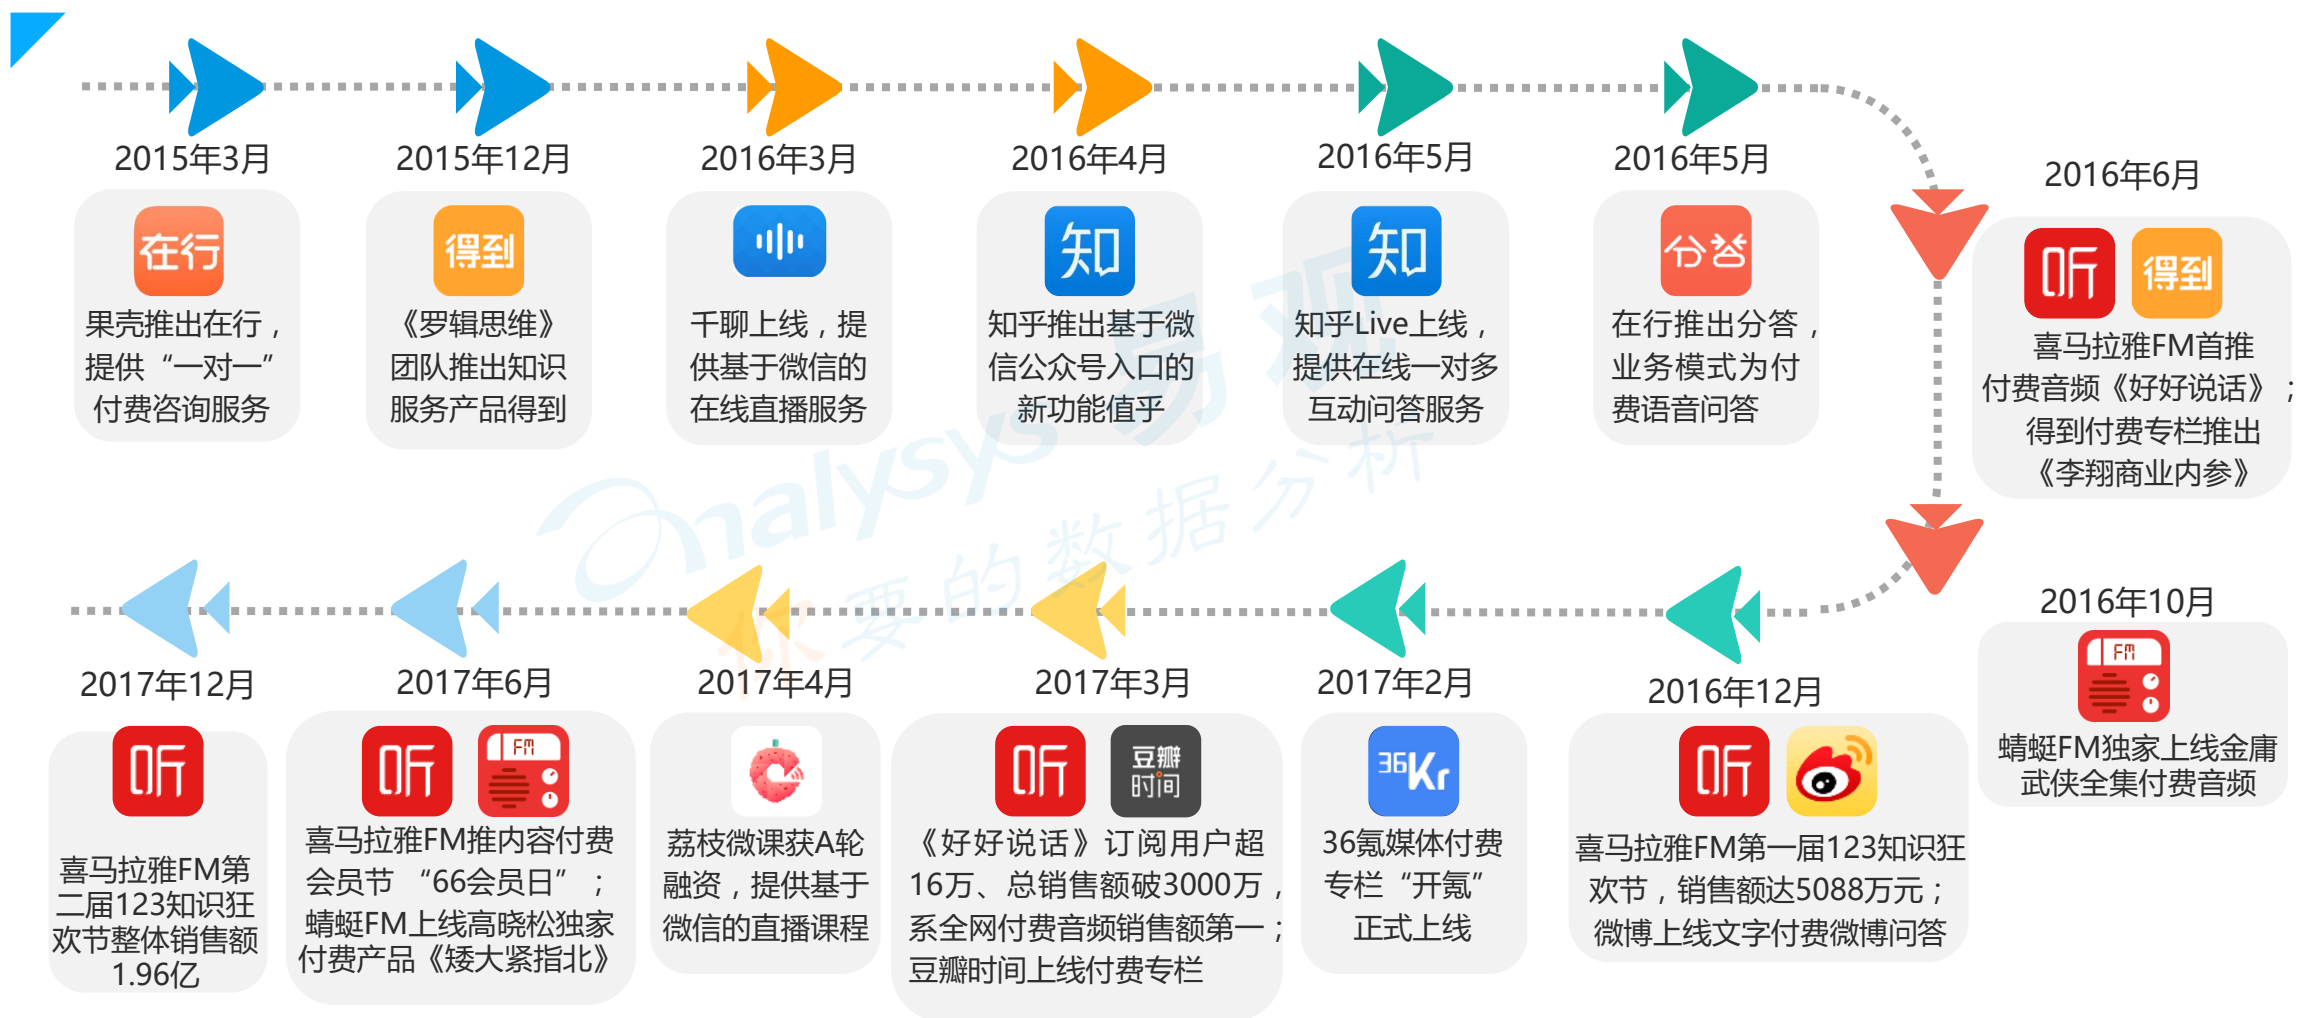 2015年3月
在行
果壳推出在行，
提供“一对一”
付费咨询服务
2015年12月
得到
《罗辑思维》
团队推出知识
服务产品得到
2016年3月
千聊上线，提
供基于微信的
在线直播服务
2016年4月
知
知乎推出基于微
信公众号入口的
新功能值乎
2016年5月
知
知乎Live上线，
提供在线一对多
互动问答服务
2016年5月
分答
在行推出分答，
业务模式为付
费语音问答
2016年6月
听
得到
喜马拉雅FM首推
付费音频《好好说话》；
得到付费专栏推出
《李翔商业内参》
2016年10月
FM
蜻蜓FM独家上线金庸
武侠全集付费音频
2016年12月
听
喜马拉雅FM第一届123知识狂
欢节，销售额达5088万元；
微博上线文字付费微博问答
2017年2月
36Kr
36氪媒体付费
专栏“开氪”
正式上线
2017年3月
听
豆瓣
时间
《好好说话》订阅用户超
16万、总销售额破3000万，
系全网付费音频销售额第一；
豆瓣时间上线付费专栏
2017年4月
荔枝微课获A轮
融资，提供基于
微信的直播课程
2017年6月
听
FM
喜马拉雅FM推内容付费
会员节 “66会员日” ；
蜻蜓FM上线高晓松独家
付费产品《矮大紧指北》
2017年12月
听
喜马拉雅FM第
二届123知识狂
欢节整体销售额
1.96亿
analysys 易观
你要的数据分析